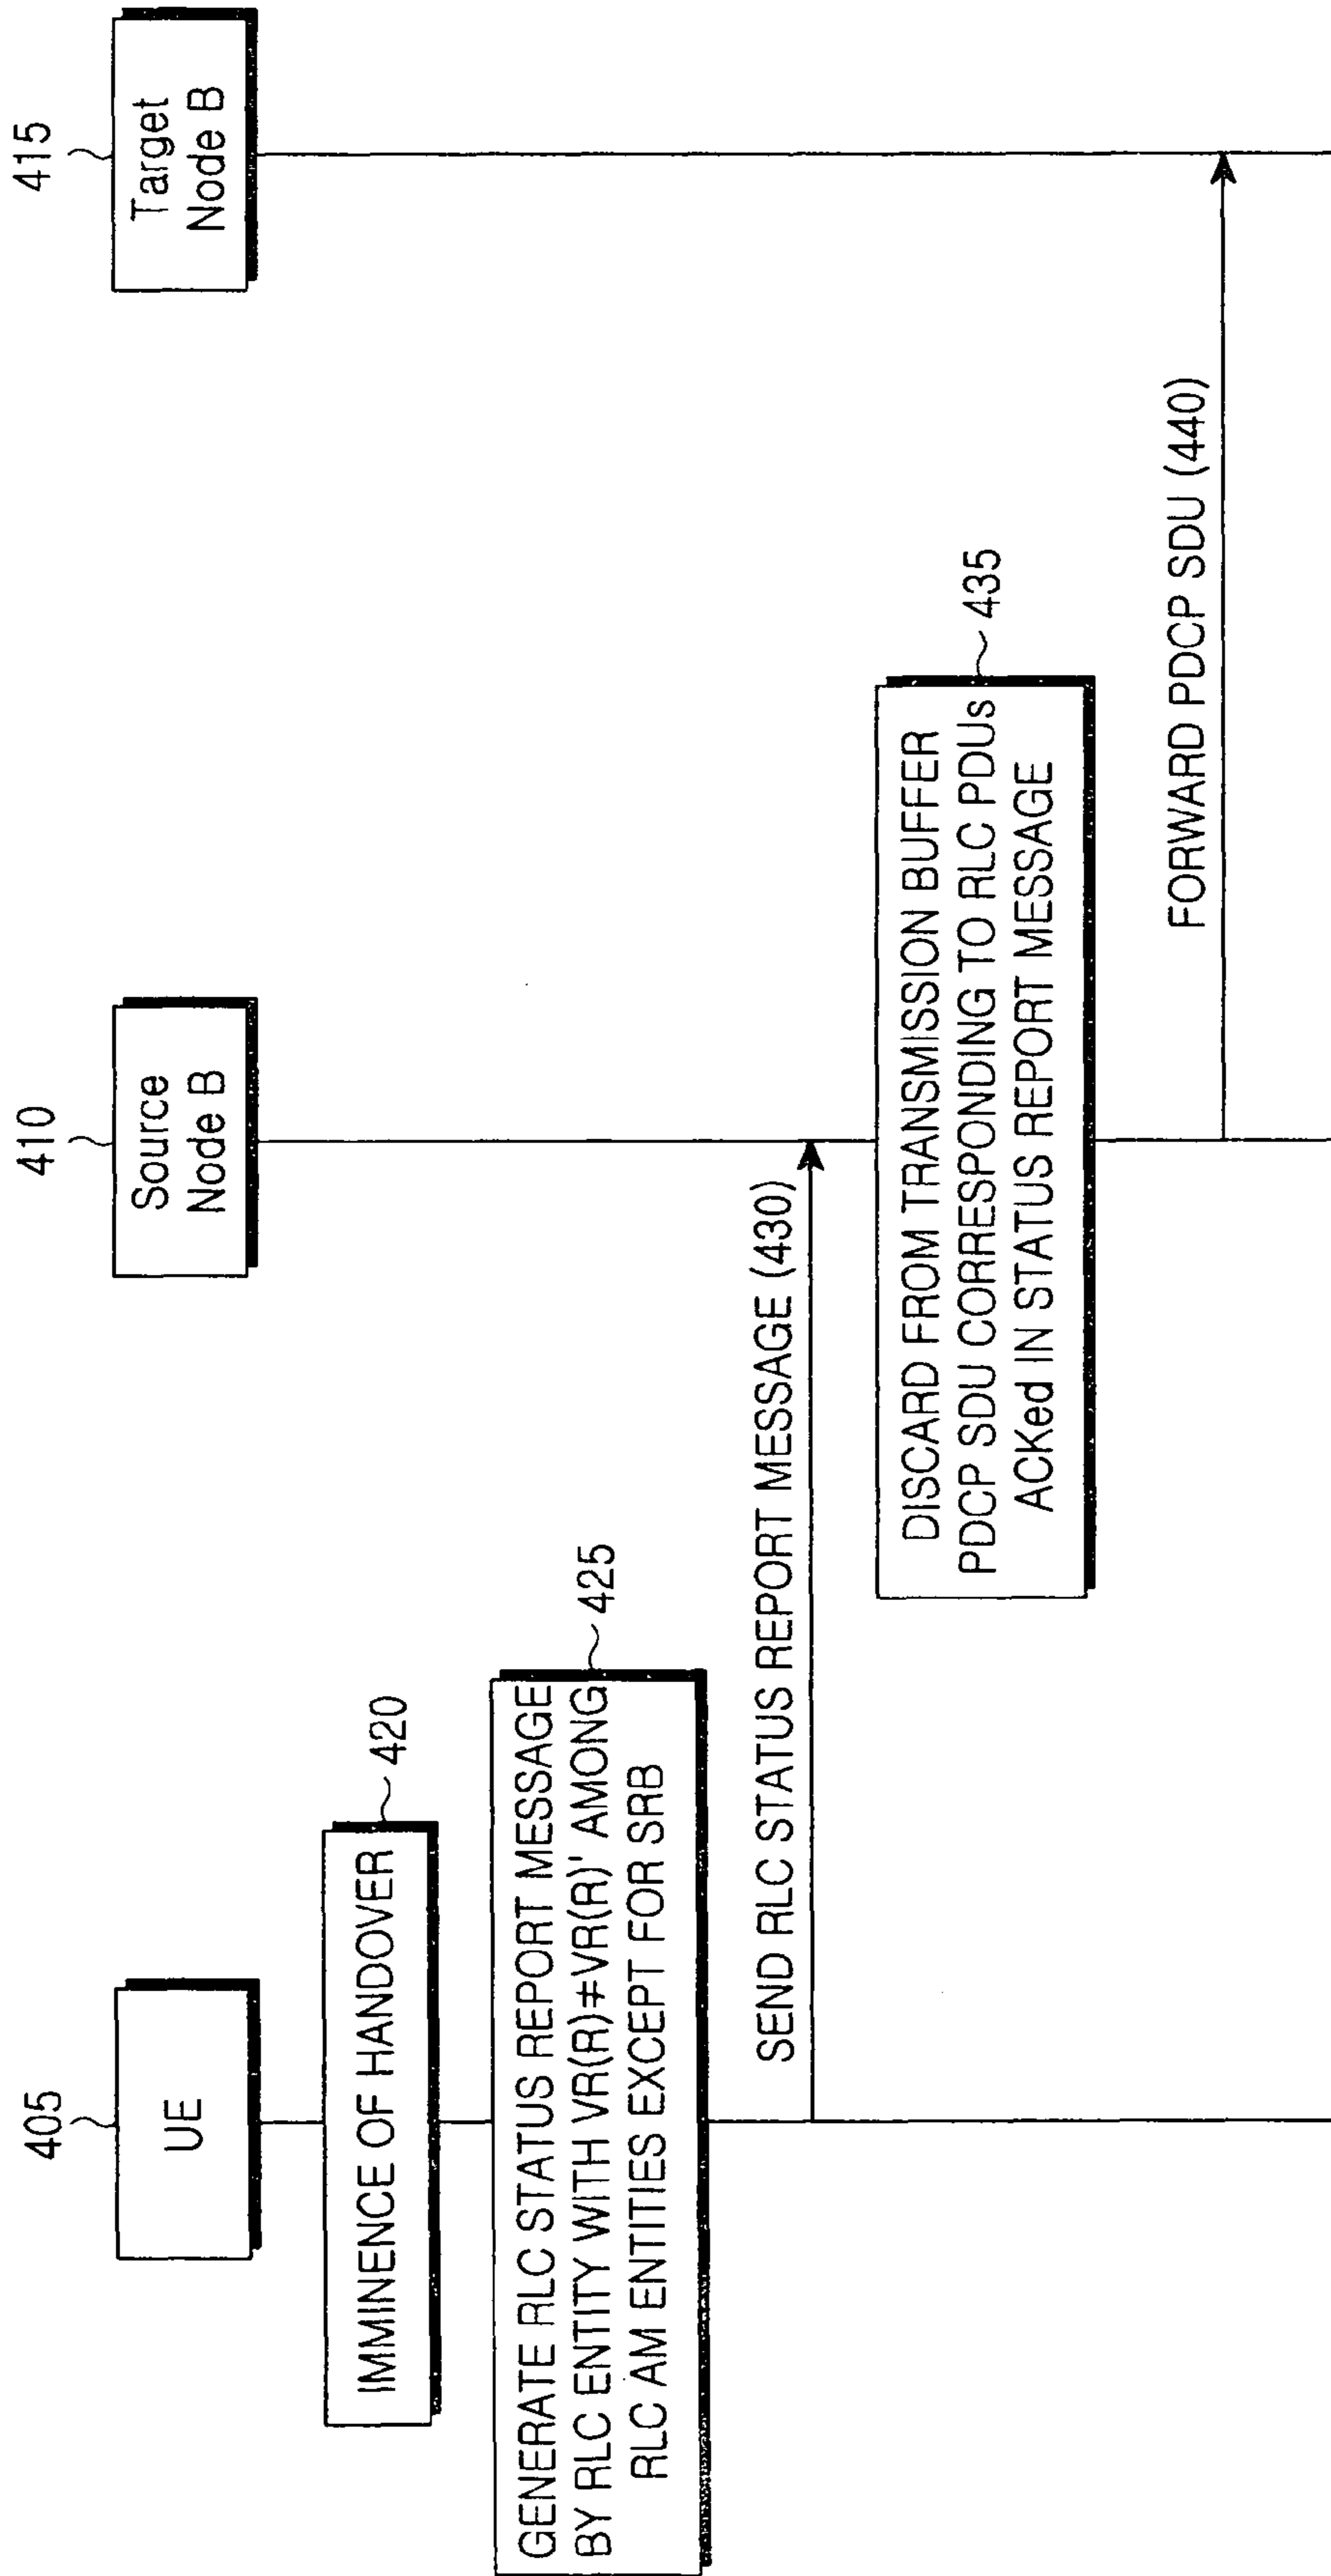 405
UE
410
Source
Node B
415
Target
Node B
IMMINENCE OF HANDOVER
420
GENERATE RLC STATUS REPORT MESSAGE
BY RLC ENTITY WITH VR(R)≠VR(R)' AMONG
RLC AM ENTITIES EXCEPT FOR SRB
425
SEND RLC STATUS REPORT MESSAGE (430)
DISCARD FROM TRANSMISSION BUFFER
PDCP SDU CORRESPONDING TO RLC PDUs
ACKed IN STATUS REPORT MESSAGE
435
FORWARD PDCP SDU (440)